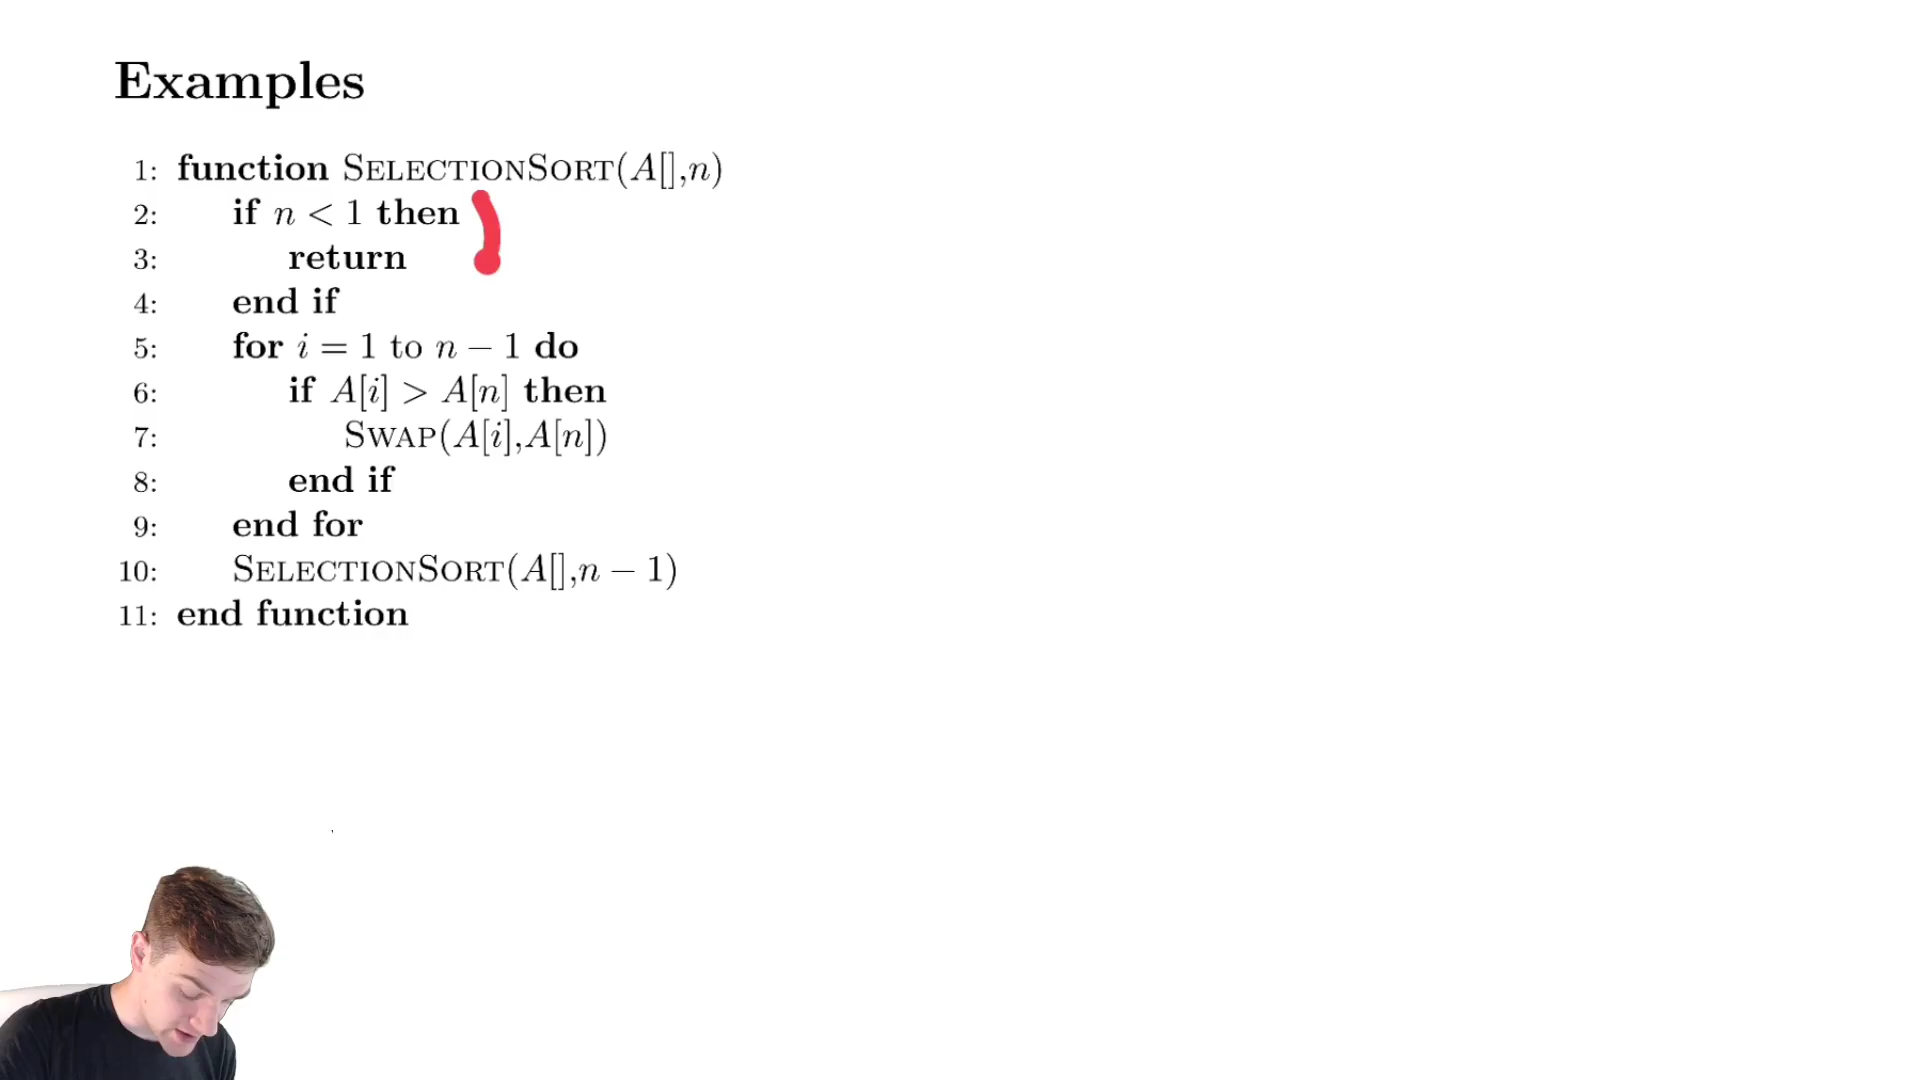 Examples
1: function SELECTIONSORT(A[],n)
2: if n < 1 then
3: return
4: end if
5: for i = 1 to n − 1 do
6: if A[i] > A[n] then
7: SWAP(A[i],A[n])
8: end if
9: end for
10: SELECTIONSORT(A[],n − 1)
11: end function